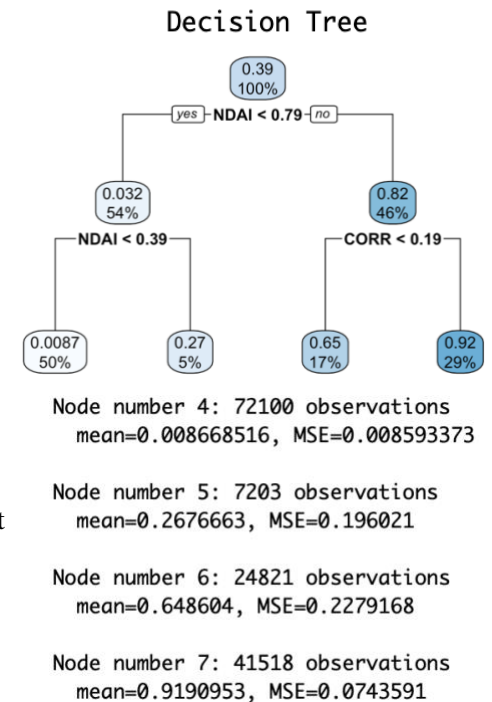 Decision Tree
0.39
100%
yes NDAI < 0.79 no
0.032
54%
0.82
46%
NDAI < 0.39
CORR < 0.19
0.0087
50%
0.27
5%
0.65
17%
0.92
29%
Node number 4: 72100 observations
mean=0.008668516, MSE=0.008593373
Node number 5: 7203 observations
t
mean=0.2676663, MSE=0.196021
Node number 6: 24821 observations
mean=0.648604, MSE=0.2279168
Node number 7: 41518 observations
mean=0.9190953, MSE=0.0743591